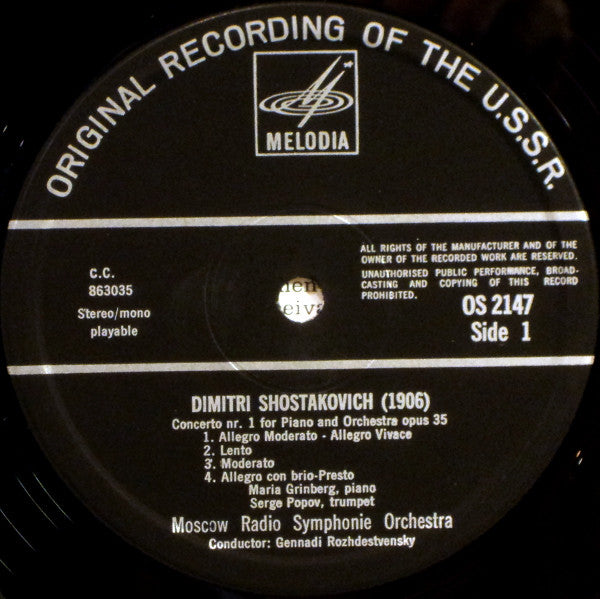 ORIGINAL RECORDING OF THE U.S.S.R.
MELODIA
ALL RIGHTS OF THE MANUFACTURER AND OF THE
OWNER OF THE RECORDED WORK ARE RESERVED.
UNAUTHORISED PUBLIC PERFORMANCE, BROAD-
CASTING AND COPYING OF THIS RECORD
PROHIBITED.
C.C.
863035
Stereo/mono
playable
OS 2147
Side 1
DIMITRI SHOSTAKOVICH (1906)
Concerto nr. 1 for Piano and Orchestra opus 35
1. Allegro Moderato - Allegro Vivace
2. Lento
3. Moderato
4. Allegro con brio-Presto
Maria Grinberg, piano
Serge Popov, trumpet
Moscow Radio Symphonie Orchestra
Conductor: Gennadi Rozhdestvensky